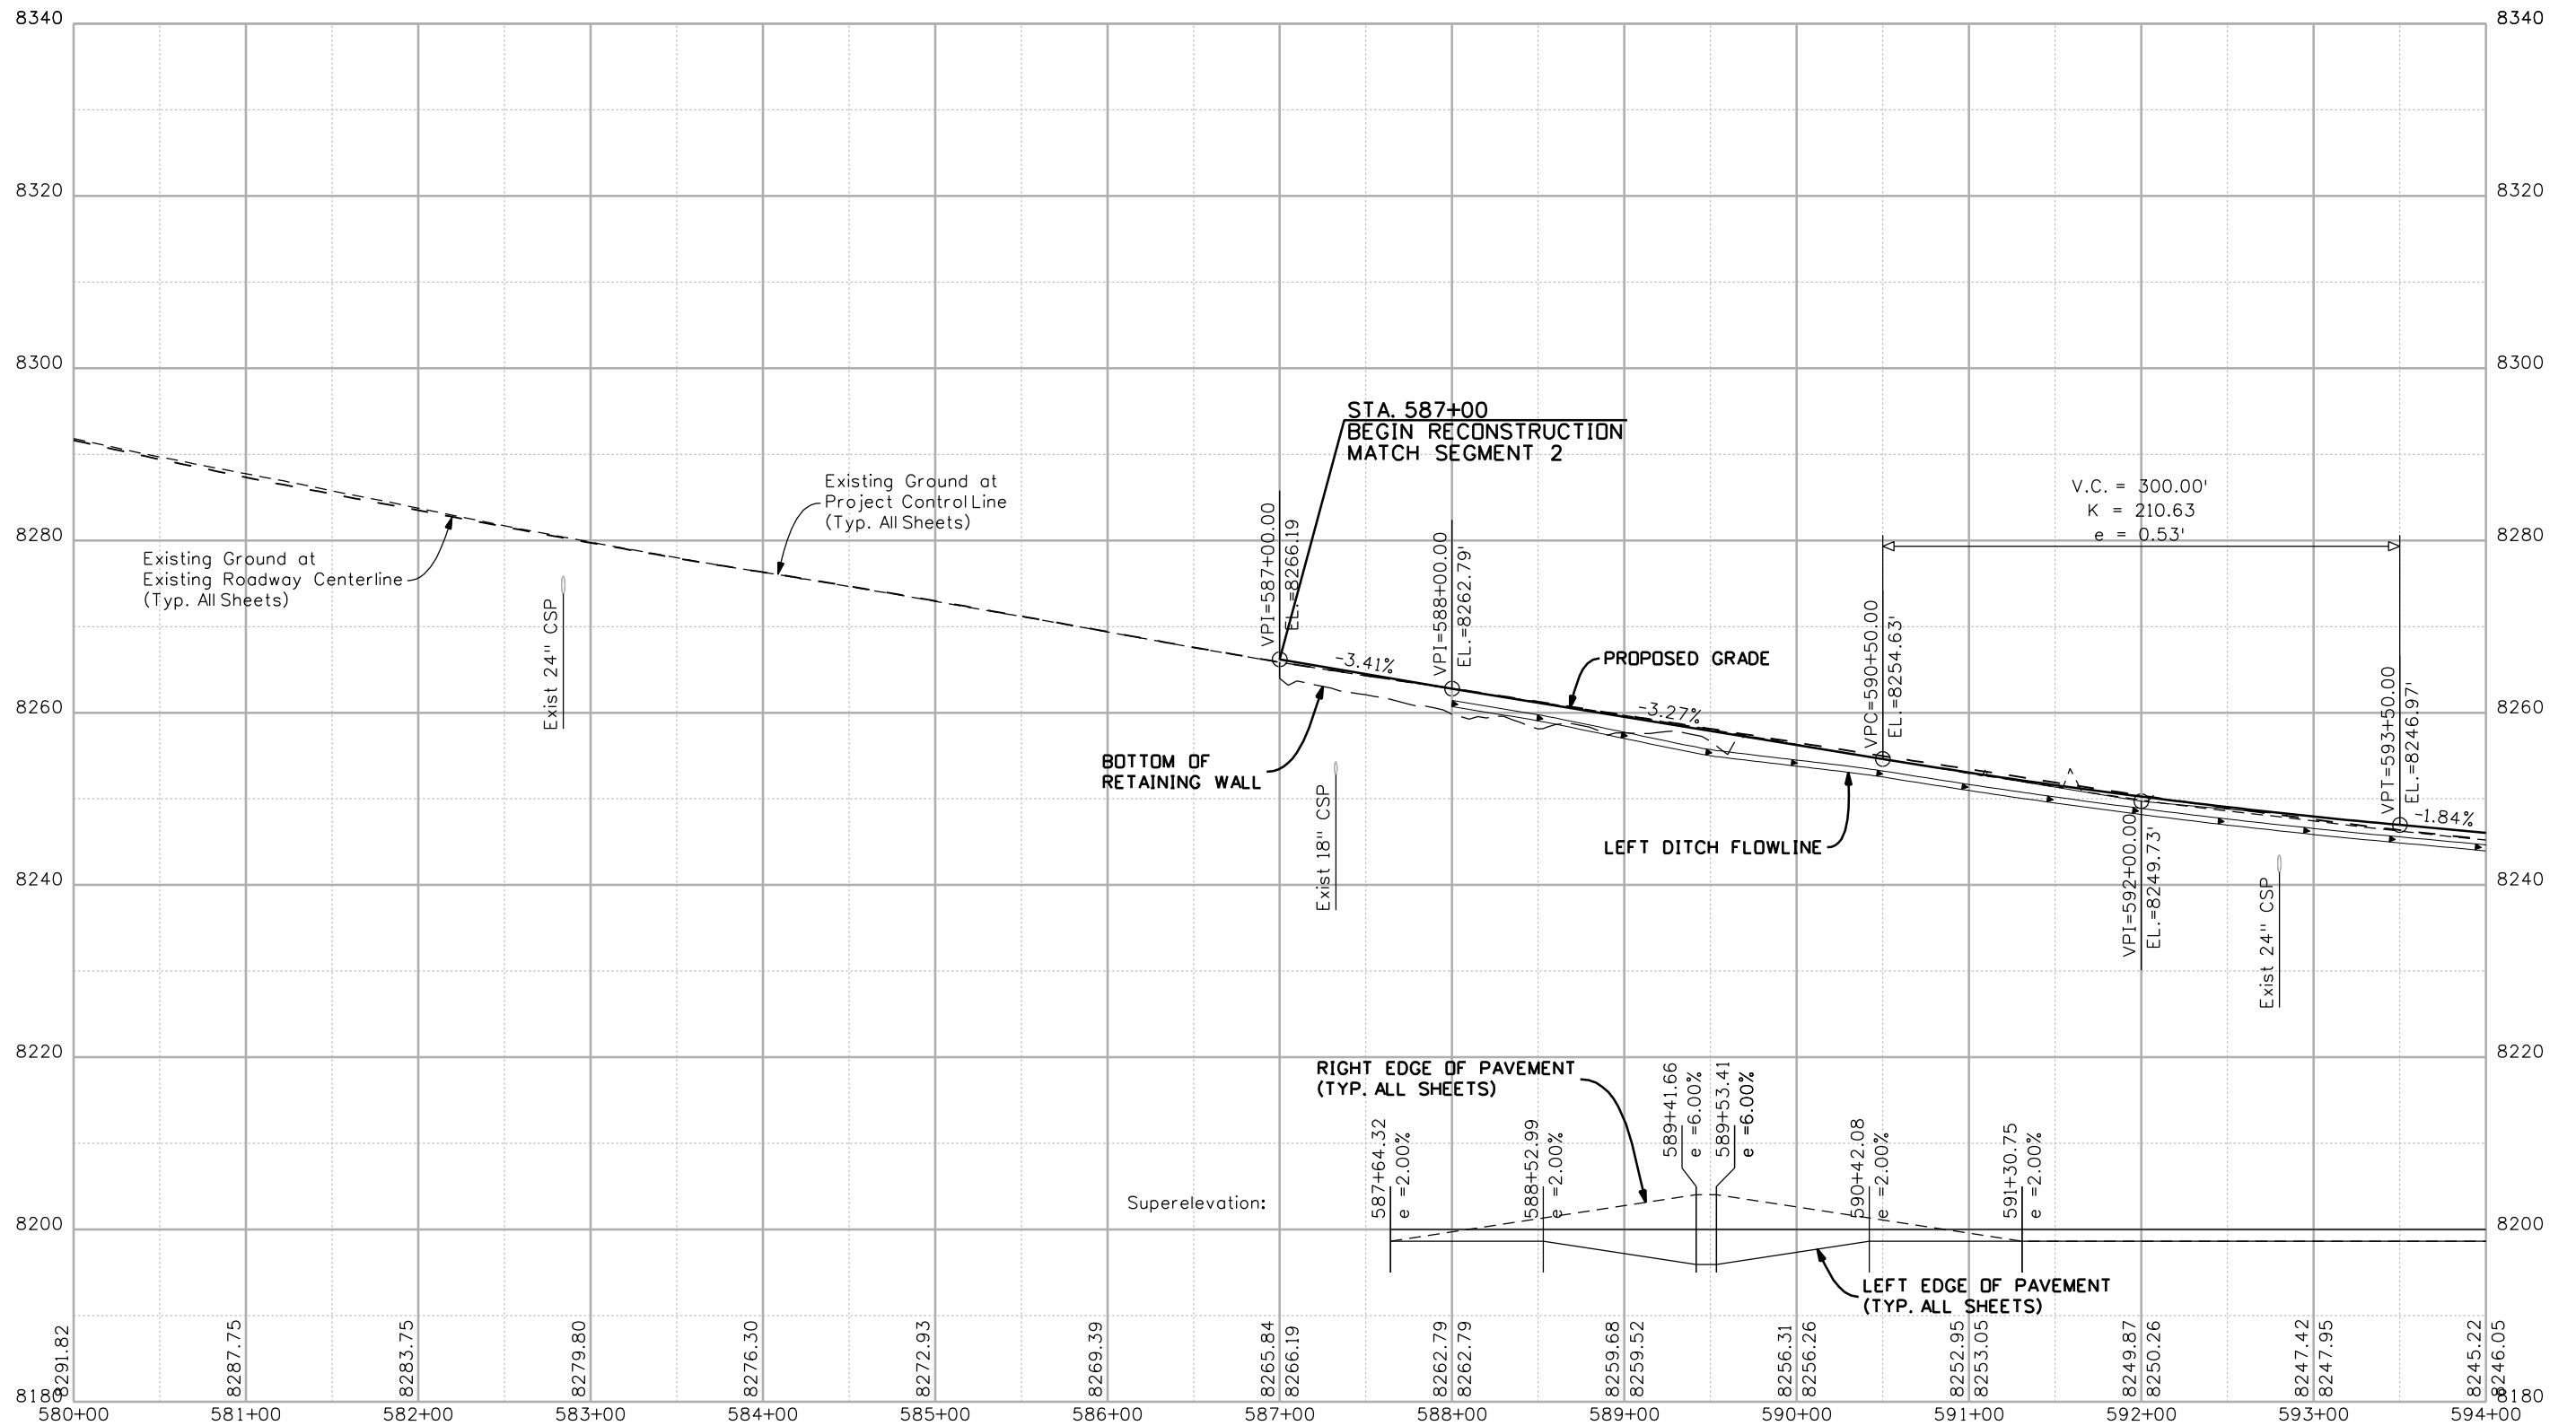 8340
8340
8320
8320
8300
8300
STA. 587+00
BEGIN RECONSTRUCTION
MATCH SEGMENT 2
Existing Ground at
Project Control Line
(Typ. All Sheets)
V.C. = 300.00'
K = 210.63
e = 0.53'
8280
8280
Existing Ground at
Existing Roadway Centerline
(Typ. All Sheets)
Exist 24" CSP
VPI=587+00.00
EL.=8266.19
VPI=588+00.00
EL.=8262.79'
VPC=590+50.00
EL.=8254.63'
VPT=593+50.00
EL.=8246.97'
-3.41%
PROPOSED GRADE
-3.27%
8260
8260
BOTTOM OF
RETAINING WALL
Exist 18" CSP
LEFT DITCH FLOWLINE
-1.84%
VPI=592+00.00
EL.=8249.73'
Exist 24" CSP
8240
8240
8220
8220
RIGHT EDGE OF PAVEMENT
(TYP. ALL SHEETS)
587+64.32
e =2.00%
588+52.99
e =2.00%
589+41.66
e =6.00%
589+53.41
e =6.00%
590+42.08
e =2.00%
591+30.75
e =2.00%
Superelevation:
8200
8200
LEFT EDGE OF PAVEMENT
(TYP. ALL SHEETS)
8291.82
8287.75
8283.75
8279.80
8276.30
8272.93
8269.39
8265.84
8266.19
8262.79
8262.79
8259.68
8259.52
8256.31
8256.26
8252.95
8253.05
8249.87
8250.26
8247.42
8247.95
8245.22
8246.05
8180
8180
580+00
581+00
582+00
583+00
584+00
585+00
586+00
587+00
588+00
589+00
590+00
591+00
592+00
593+00
594+00